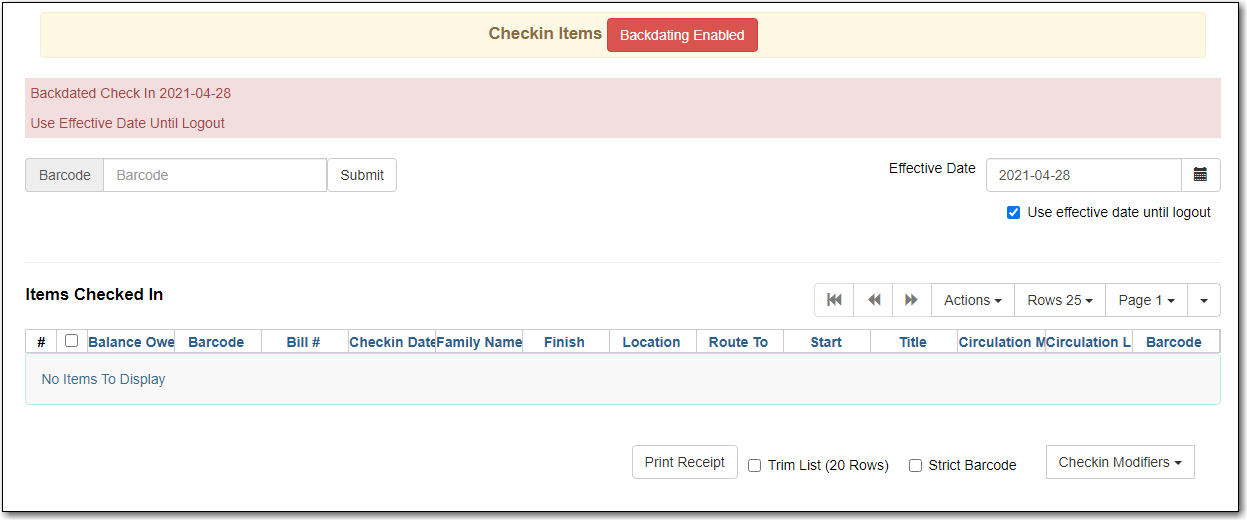 Checkin Items Backdating Enabled
Backdated Check In 2021-04-28
Use Effective Date Until Logout
Barcode Barcode Submit Effective Date 2021-04-28
Use effective date until logout
Items Checked In Actions Rows 25 Page 1
# Balance Owe Barcode Bill # Checkin Date Family Name Finish Location Route To Start Title Circulation M Circulation L Barcode
No Items To Display
Print Receipt Trim List (20 Rows) Strict Barcode Checkin Modifiers